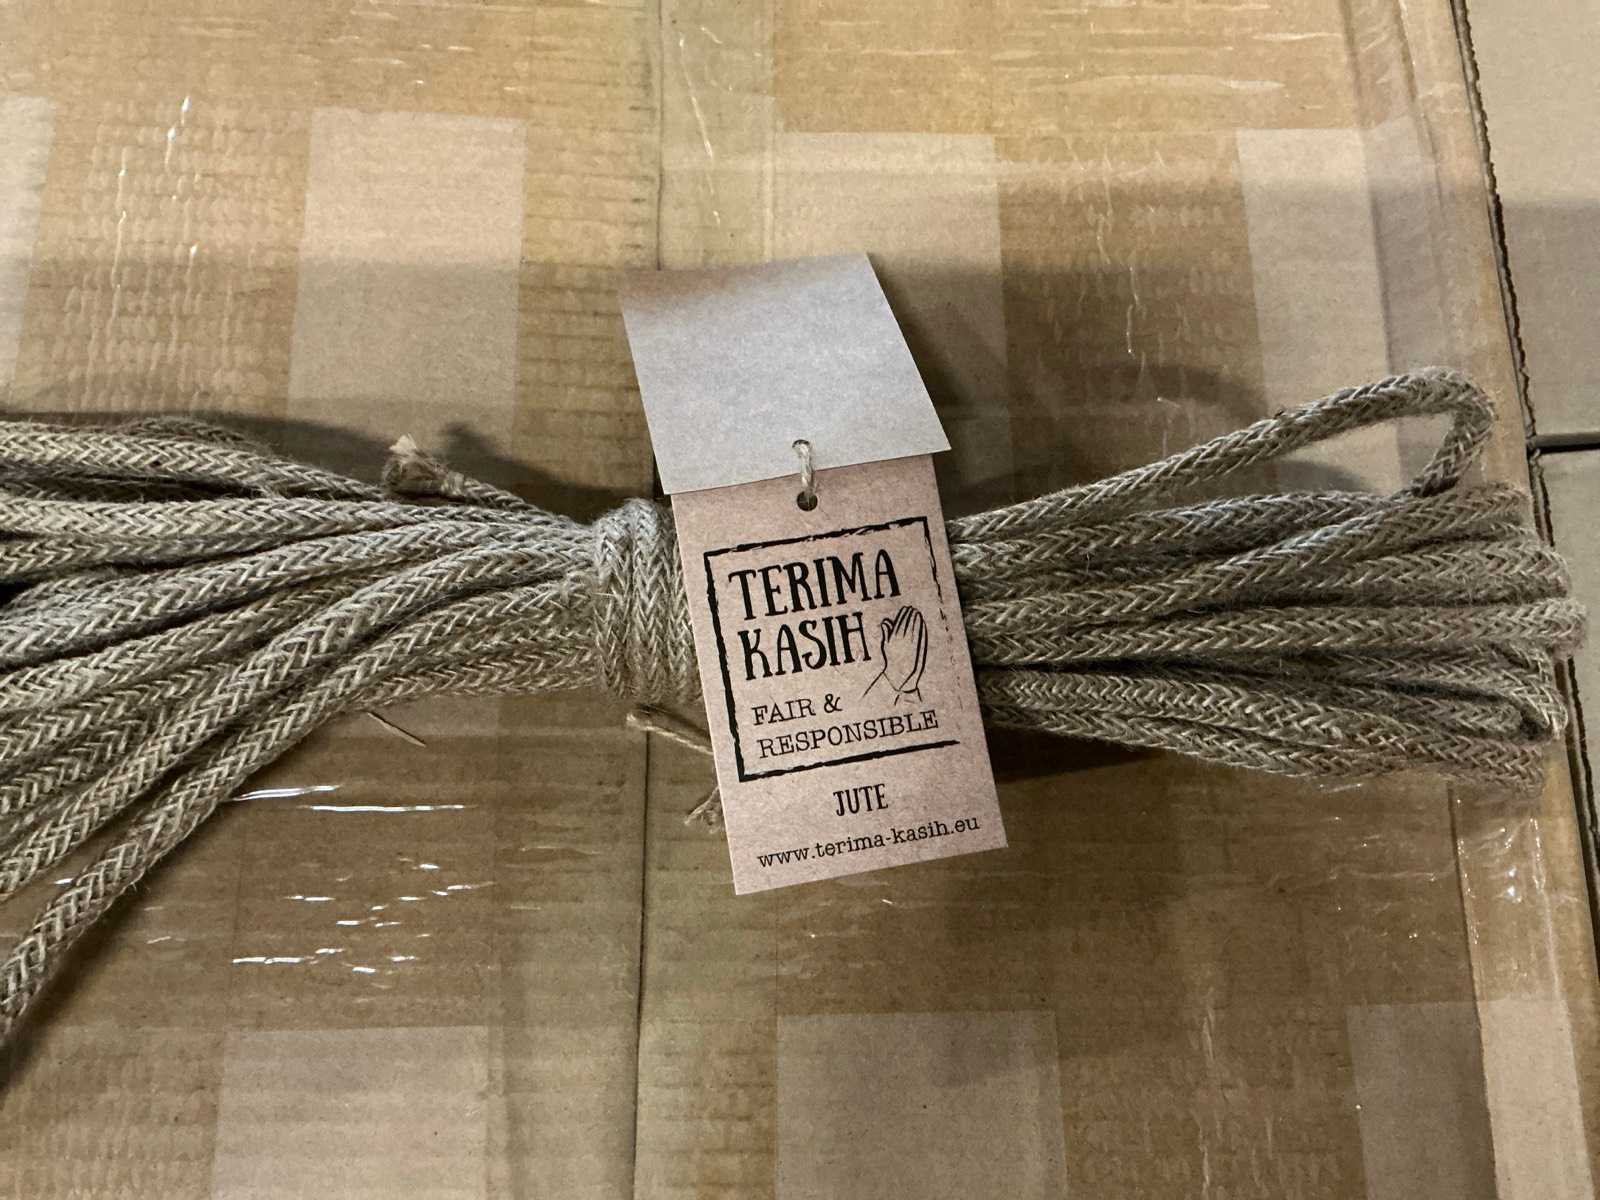 TERIMA
KASIH
FAIR &
RESPONSIBLE
JUTE
www.terima-kasih.eu